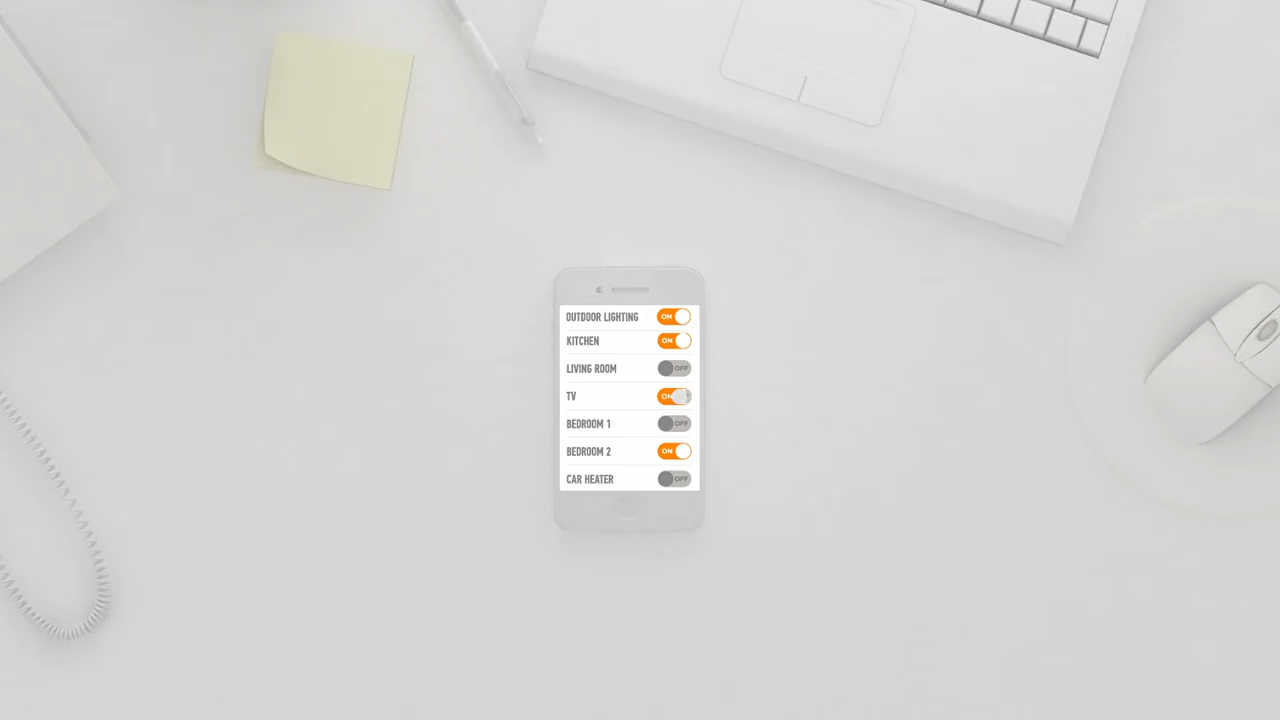 OUTDOOR LIGHTING ON
KITCHEN ON
LIVING ROOM OFF
TV ON
BEDROOM 1 OFF
BEDROOM 2 ON
CAR HEATER OFF